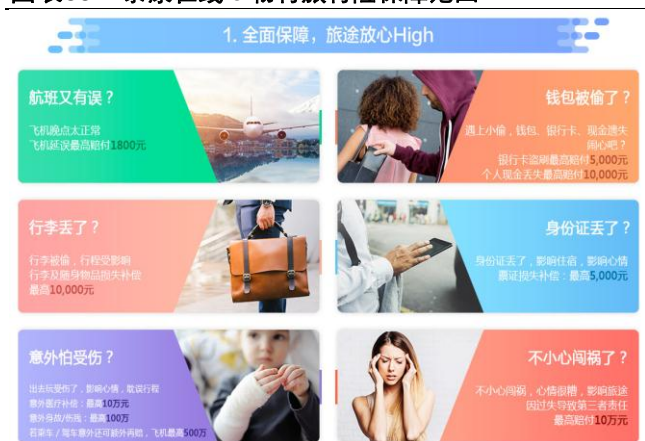 1. 全面保障，旅途放心High
航班又有误？
飞机晚点太正常
飞机延误最高赔付1800元
钱包被偷了？
遇上小偷，钱包、银行卡、现金遗失
闹心吧？
银行卡盗刷最高赔付5,000元
个人现金丢失最高赔付10,000元
行李丢了？
行李被偷，行程受影响
行李及随身物品损失补偿
最高10,000元
身份证丢了？
身份证丢了，影响住宿，影响心情
票证损失补偿：最高5,000元
意外怕受伤？
出去玩受伤了，影响心情，耽误行程
意外医疗补偿：最高10万元
意外身故/伤残：最高100万
若乘车/驾车意外还可额外再赔，飞机最高500万
不小心闯祸了？
不小心闯祸，心情很糟，影响旅途
因过失导致第三者责任
最高赔付10万元